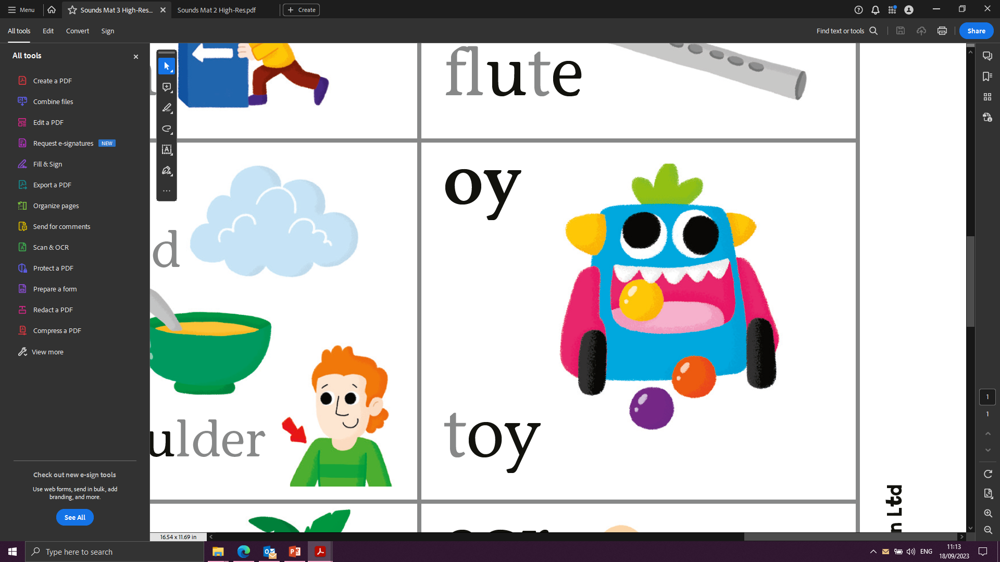 Menu
Sounds Mat 3 High-Res...
Sounds Mat 2 High-Res.pdf
Create
All tools
Edit
Convert
Sign
Find text or tools
Share
All tools
Create a PDF
Combine files
Edit a PDF
Request e-signatures NEW
Fill & Sign
Export a PDF
Organize pages
Send for comments
Scan & OCR
Protect a PDF
Prepare a form
Redact a PDF
Compress a PDF
View more
Check out new e-sign tools
Use web forms, send in bulk, add
branding, and more.
See All
flute
d
oy
ulder
toy
n Ltd
1
1
16.54 x 11.69 in
Type here to search
ENG
11:13
18/09/2023